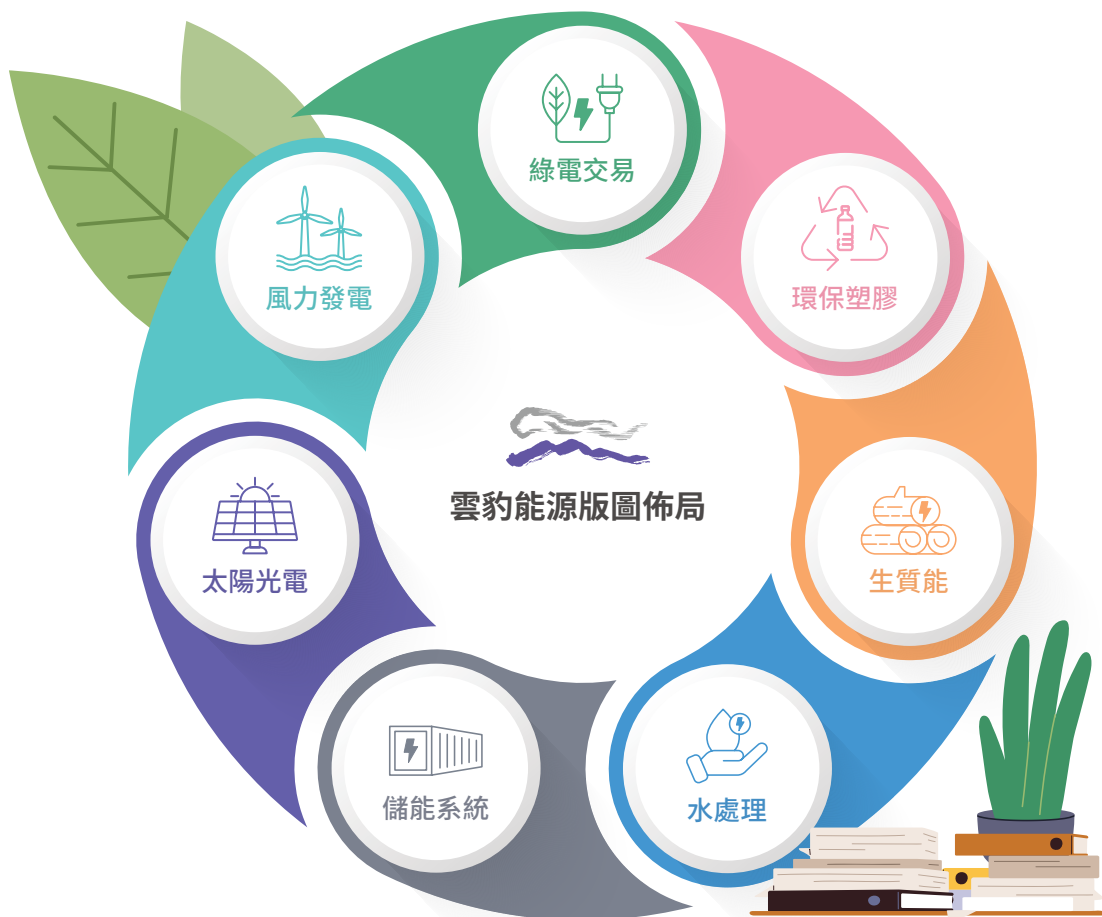 綠電交易
環保塑膠
風力發電
雲豹能源版圖佈局
太陽光電
生質能
儲能系統
水處理